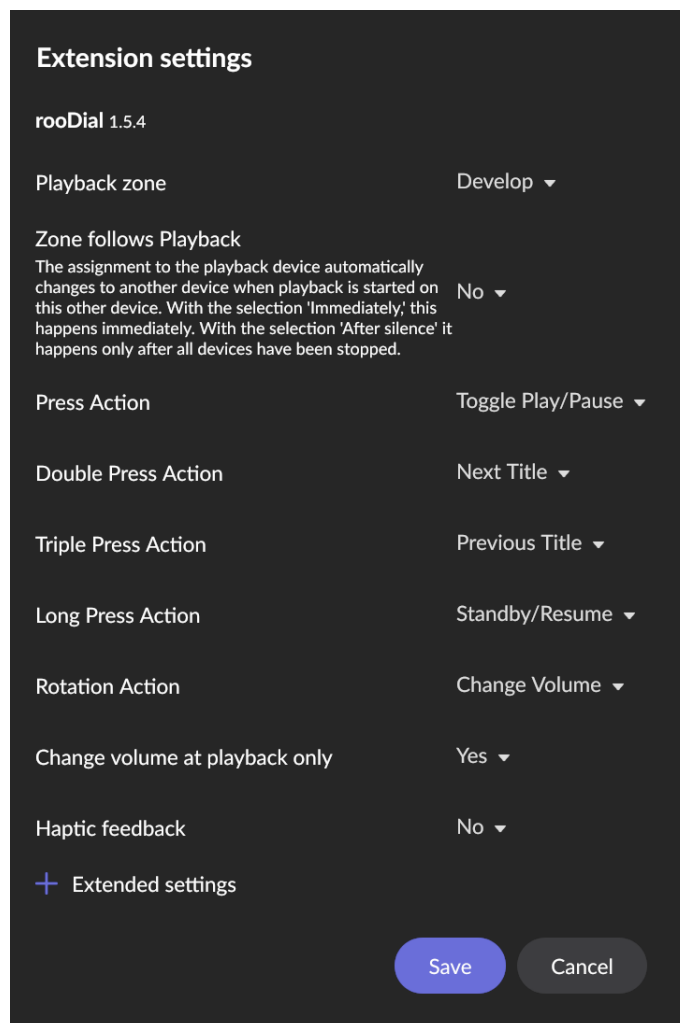 Extension settings
rooDial 1.5.4
Playback zone
Develop
Zone follows Playback
The assignment to the playback device automatically
changes to another device when playback is started on
this other device. With the selection 'Immediately,' this
happens immediately. With the selection 'After silence' it
happens only after all devices have been stopped.
No
Press Action
Toggle Play/Pause
Double Press Action
Next Title
Triple Press Action
Previous Title
Long Press Action
Standby/Resume
Rotation Action
Change Volume
Change volume at playback only
Yes
Haptic feedback
No
Extended settings
Save
Cancel